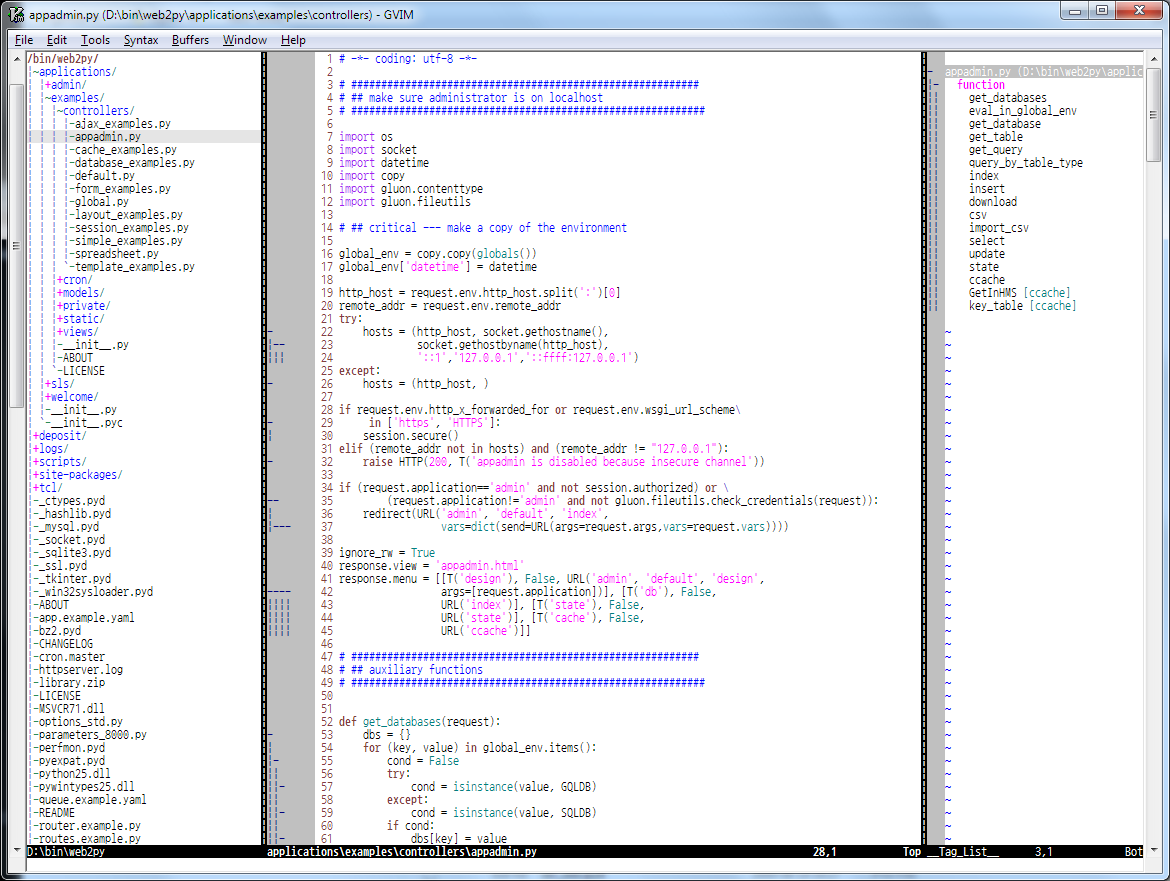 appadmin.py (D:\bin\web2py\applications\examples\controllers) - GVIM
File Edit Tools Syntax Buffers Window Help
/bin/web2py/
|~applications/
| |+admin/
| |~examples/
| | |~controllers/
| | | |-ajax_examples.py
| | | |-appadmin.py
| | | |-cache_examples.py
| | | |-database_examples.py
| | | |-default.py
| | | |-form_examples.py
| | | |-global.py
| | | |-layout_examples.py
| | | |-session_examples.py
| | | |-simple_examples.py
| | | |-spreadsheet.py
| | | `-template_examples.py
| | |+cron/
| | |+models/
| | |+private/
| | |+static/
| | |+views/
| | |-__init__.py
| | |-ABOUT
| | `-LICENSE
| |+sls/
| |+welcome/
| |-__init__.py
| `-__init__.pyc
|+deposit/
|+logs/
|+scripts/
|+site-packages/
|+tcl/
|-_ctypes.pyd
|-_hashlib.pyd
|-_mysql.pyd
|-_socket.pyd
|-_sqlite3.pyd
|-_ssl.pyd
|-_tkinter.pyd
|-_win32sysloader.pyd
|-ABOUT
|-app.example.yaml
|-bz2.pyd
|-CHANGELOG
|-cron.master
|-httpserver.log
|-library.zip
|-LICENSE
|-MSVCR71.dll
|-options_std.py
|-parameters_8000.py
|-perfmon.pyd
|-pyexpat.pyd
|-python25.dll
|-pywintypes25.dll
|-queue.example.yaml
|-README
|-router.example.py
|-routes.example.py
D:\bin\web2py
1 # -*- coding: utf-8 -*-
2
3 # ##########################################################
4 # ## make sure administrator is on localhost
5 # ###########################################################
6
7 import os
8 import socket
9 import datetime
10 import copy
11 import gluon.contenttype
12 import gluon.fileutils
13
14 # ## critical --- make a copy of the environment
15
16 global_env = copy.copy(globals())
17 global_env['datetime'] = datetime
18
19 http_host = request.env.http_host.split(':')[0]
20 remote_addr = request.env.remote_addr
21 try:
22     hosts = (http_host, socket.gethostname(),
23              socket.gethostbyname(http_host),
24              '::1','127.0.0.1','::ffff:127.0.0.1')
25 except:
26     hosts = (http_host, )
27
28 if request.env.http_x_forwarded_for or request.env.wsgi_url_scheme\
29      in ['https', 'HTTPS']:
30     session.secure()
31 elif (remote_addr not in hosts) and (remote_addr != "127.0.0.1"):
32     raise HTTP(200, T('appadmin is disabled because insecure channel'))
33
34 if (request.application=='admin' and not session.authorized) or \
35         (request.application!='admin' and not gluon.fileutils.check_credentials(request)):
36     redirect(URL('admin', 'default', 'index',
37                  vars=dict(send=URL(args=request.args,vars=request.vars))))
38
39 ignore_rw = True
40 response.view = 'appadmin.html'
41 response.menu = [[T('design'), False, URL('admin', 'default', 'design',
42                  args=[request.application])], [T('db'), False,
43                  URL('index')], [T('state'), False,
44                  URL('state')], [T('cache'), False,
45                  URL('ccache')]]
46
47 # ##########################################################
48 # ## auxiliary functions
49 # ###########################################################
50
51
52 def get_databases(request):
53     dbs = {}
54     for (key, value) in global_env.items():
55         cond = False
56         try:
57             cond = isinstance(value, GQLDB)
58         except:
59             cond = isinstance(value, SQLDB)
60         if cond:
61             dbs[key] = value
applications\examples\controllers\appadmin.py 28,1 Top
appadmin.py (D:\bin\web2py\applic
function
get_databases
eval_in_global_env
get_database
get_table
get_query
query_by_table_type
index
insert
download
csv
import_csv
select
update
state
ccache
GetInHMS [ccache]
key_table [ccache]
__Tag_List__ 3,1 Bot